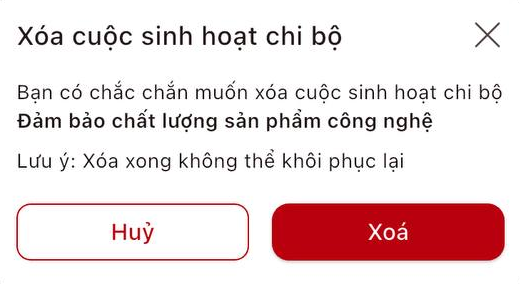 Xóa cuộc sinh hoạt chi bộ
Bạn có chắc chắn muốn xóa cuộc sinh hoạt chi bộ
Đảm bảo chất lượng sản phẩm công nghệ
Lưu ý: Xóa xong không thể khôi phục lại
Huỷ
Xoá